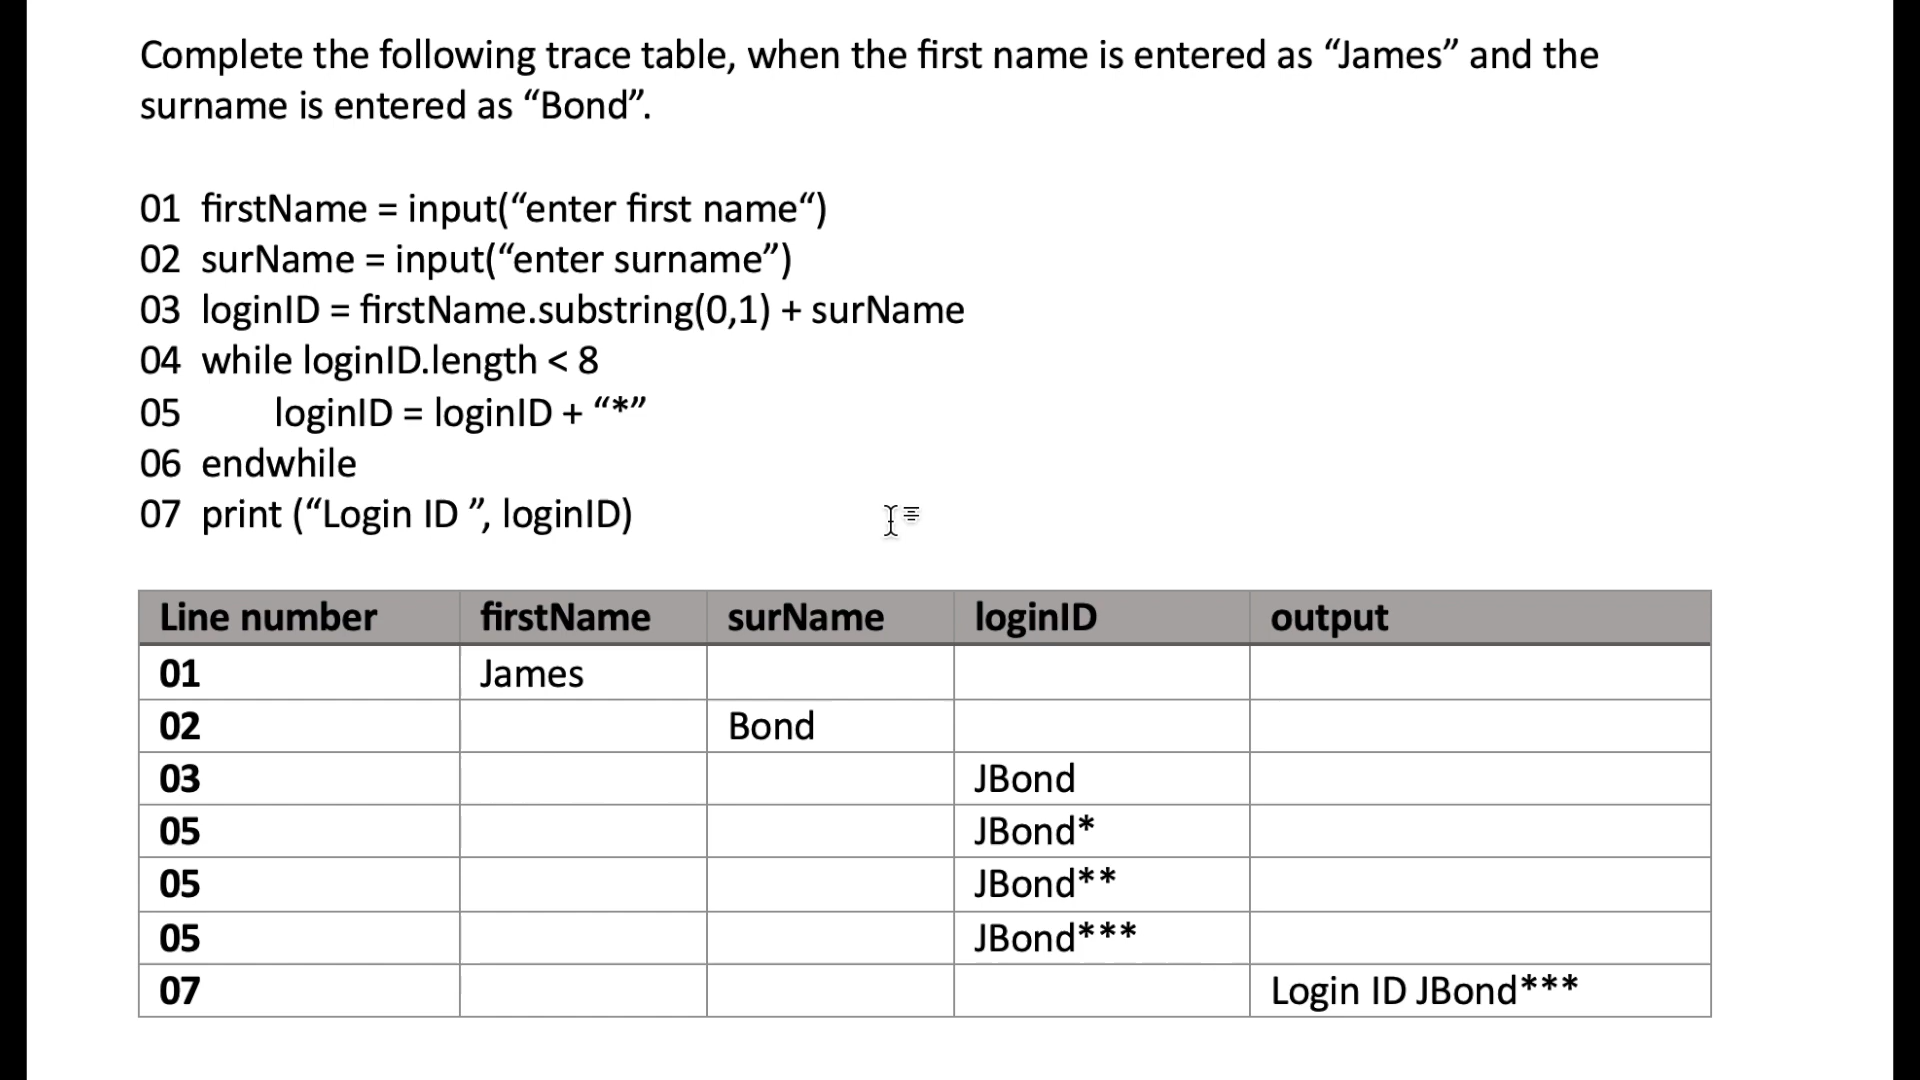 Complete the following trace table, when the first name is entered as “James” and the
surname is entered as “Bond”.
01 firstName = input(“enter first name“)
02 surName = input(“enter surname”)
03 loginID = firstName.substring(0,1) + surName
04 while loginID.length < 8
05 loginID = loginID + “*”
06 endwhile
07 print (“Login ID ”, loginID)
Line number firstName surName loginID output
01 James
02 Bond
03 JBond
05 JBond*
05 JBond**
05 JBond***
07 Login ID JBond***